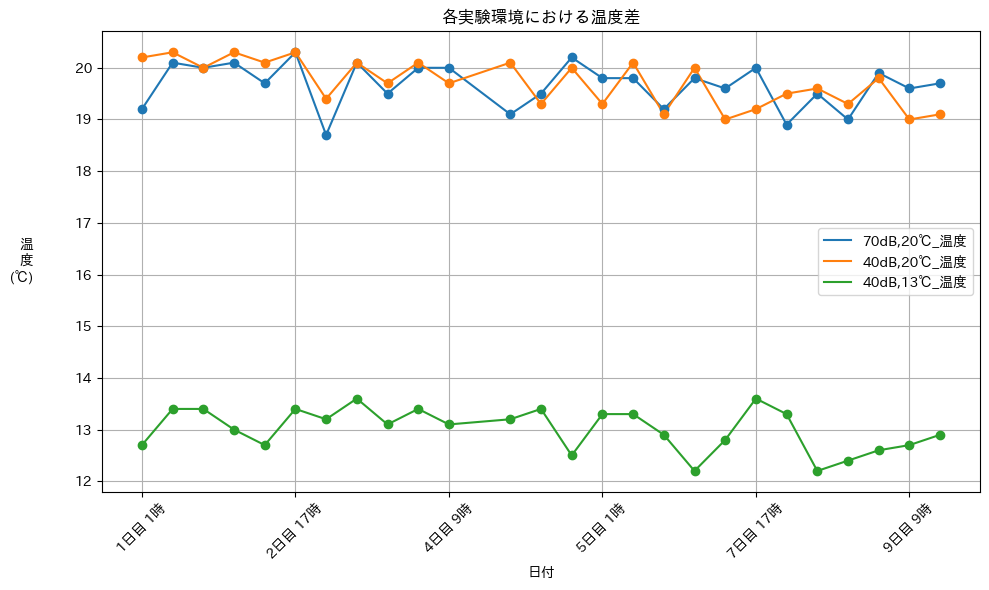 各実験環境における温度差
20
19
18
17
16
15
14
13
12
温
度
(℃)
70dB,20℃_温度
40dB,20℃_温度
40dB,13℃_温度
1日目 1時
2日目 17時
4日目 9時
5日目 1時
7日目 17時
9日目 9時
日付